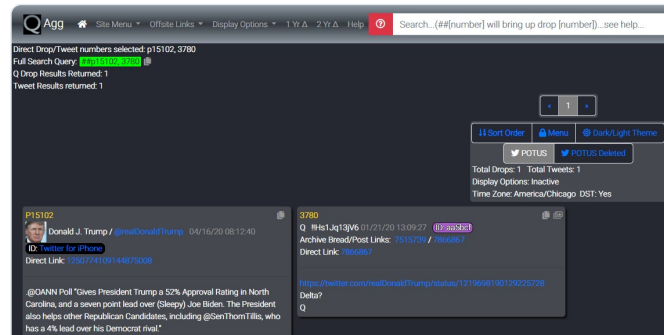 Q Agg Site Menu Offsite Links Display Options 1 Yr Δ 2 Yr Δ Help ? Search...(##[number] will bring up drop [number])...see help...
Direct Drop/Tweet numbers selected: p15102, 3780
Full Search Query: ##p15102, 3780
Q Drop Results Returned: 1
Tweet Results returned: 1
« 1 »
Sort Order Menu Dark/Light Theme
POTUS POTUS Deleted
Total Drops: 1 Total Tweets: 1
Display Options: Inactive
Time Zone: America/Chicago DST: Yes
P15102
Donald J. Trump / @realDonaldTrump 04/16/20 08:12:40
ID: Twitter for iPhone
Direct Link: 1250774109144875008
.@OANN Poll "Gives President Trump a 52% Approval Rating in North
Carolina, and a seven point lead over (Sleepy) Joe Biden. The President
also helps other Republican Candidates, including @SenThomTillis, who
has a 4% lead over his Democrat rival."
3780
Q !!Hs1Jq13jV6 01/21/20 13:09:27 ID: aa5bef
Archive Bread/Post Links: 7515739 / 7866867
Direct Link: 7866867
https://twitter.com/realDonaldTrump/status/1219698190129225728
Delta?
Q